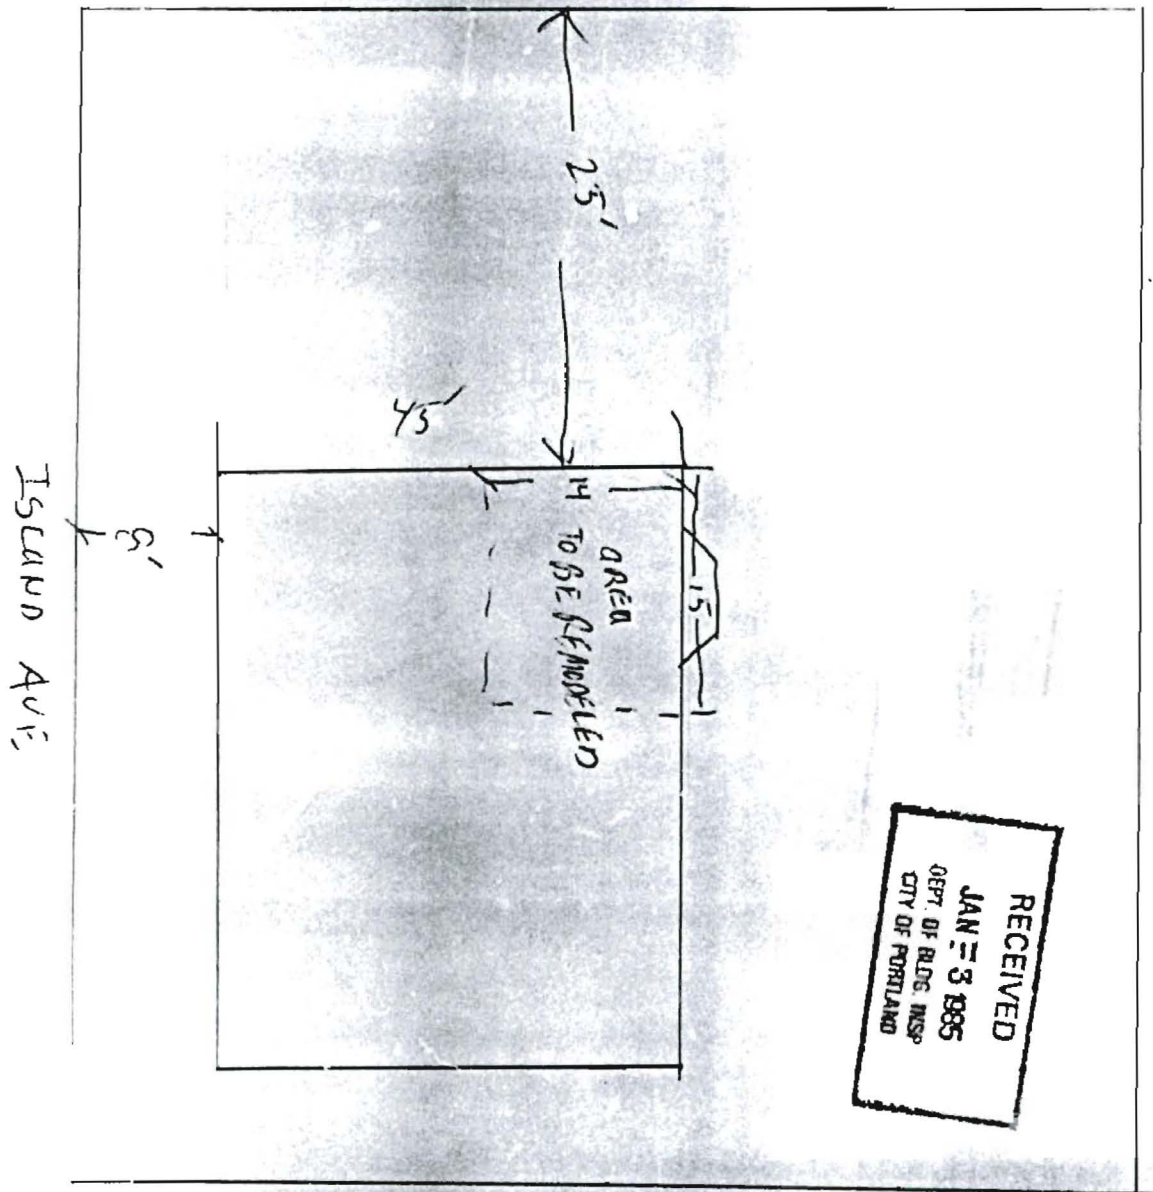 25'
45'
14
15
AREA
TO BE REMODELED
ISLAND AVE
RECEIVED
JAN - 3 1985
DEPT. OF BLDG. INSP
CITY OF PORTLAND